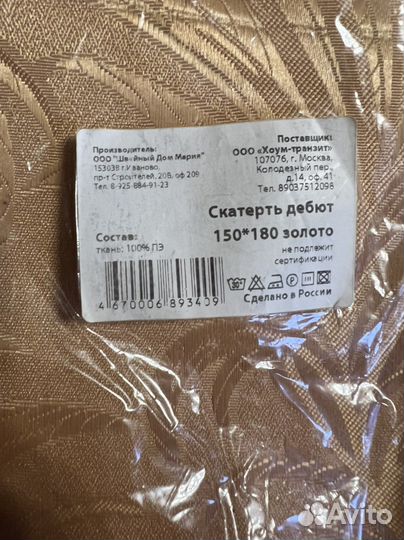 Производитель:
ООО "Швейный Дом Мария"
153038 г.Иваново,
пр-т Строителей, 20В, оф 209
Тел. 8-925-884-91-23
Поставщик:
ООО «Хоум-транзит»
107076, г. Москва,
Колодезный пер.,
д.14, оф. 41
Тел. 89037512098
Скатерть дебют
150*180 золото
Состав:
ткань: 100% ПЭ
не подлежит
сертификации
4 670006 893409
Сделано в России
Avito